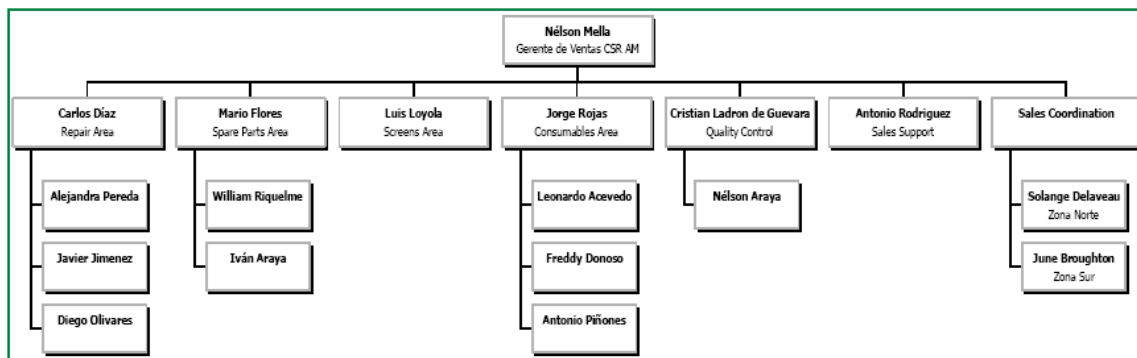 Nélson Mella
Gerente de Ventas CSR AM
Carlos Díaz
Repair Area
Mario Flores
Spare Parts Area
Luis Loyola
Screens Area
Jorge Rojas
Consumables Area
Cristian Ladron de Guevara
Quality Control
Antonio Rodriguez
Sales Support
Sales Coordination
Alejandra Pereda
William Riquelme
Leonardo Acevedo
Nélson Araya
Solange Delaveau
Zona Norte
Javier Jimenez
Iván Araya
Freddy Donoso
June Broughton
Zona Sur
Diego Olivares
Antonio Piñones